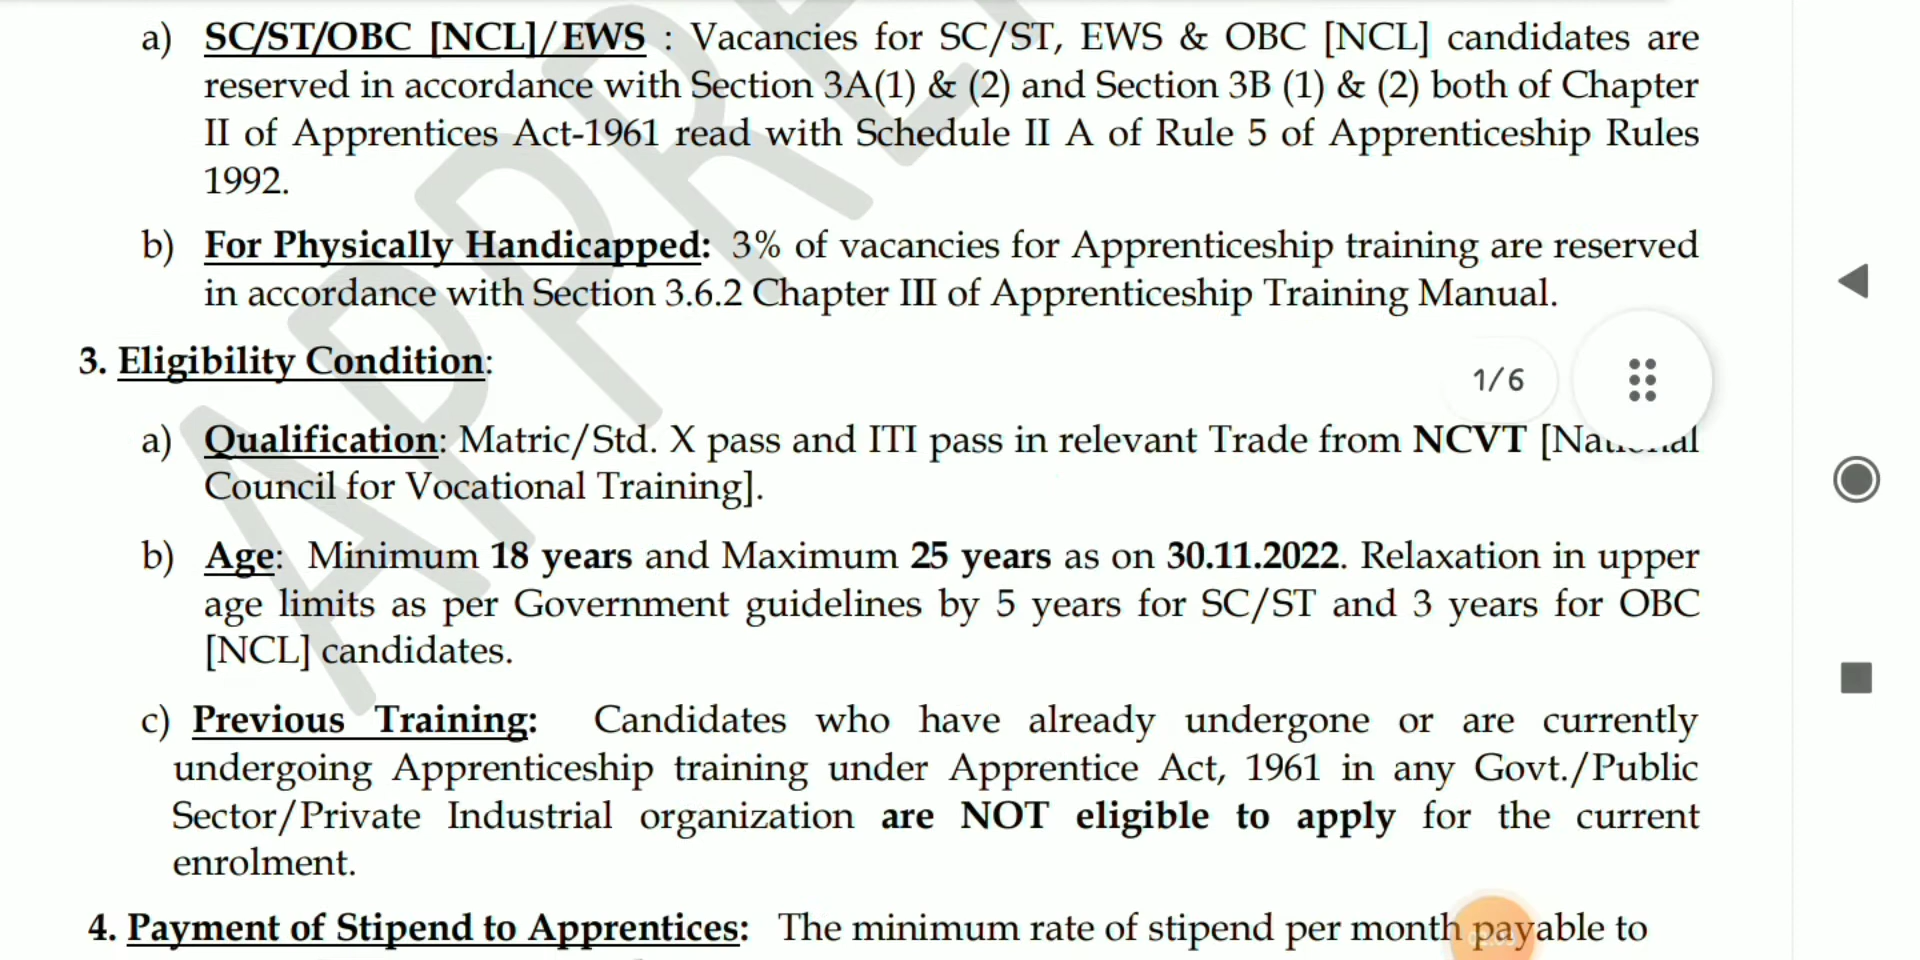 a) SC/ST/OBC [NCL]/EWS : Vacancies for SC/ST, EWS & OBC [NCL] candidates are
reserved in accordance with Section 3A(1) & (2) and Section 3B (1) & (2) both of Chapter
II of Apprentices Act-1961 read with Schedule II A of Rule 5 of Apprenticeship Rules
1992.
b) For Physically Handicapped: 3% of vacancies for Apprenticeship training are reserved
in accordance with Section 3.6.2 Chapter III of Apprenticeship Training Manual.
3. Eligibility Condition:
1/6
a) Qualification: Matric/Std. X pass and ITI pass in relevant Trade from NCVT
Council for Vocational Training].
b) Age: Minimum 18 years and Maximum 25 years as on 30.11.2022. Relaxation in upper
age limits as per Government guidelines by 5 years for SC/ST and 3 years for OBC
[NCL] candidates.
c) Previous Training: Candidates who have already undergone or are currently
undergoing Apprenticeship training under Apprentice Act, 1961 in any Govt./Public
Sector/Private Industrial organization are NOT eligible to apply for the current
enrolment.
4. Payment of Stipend to Apprentices: The minimum rate of stipend per month payable to